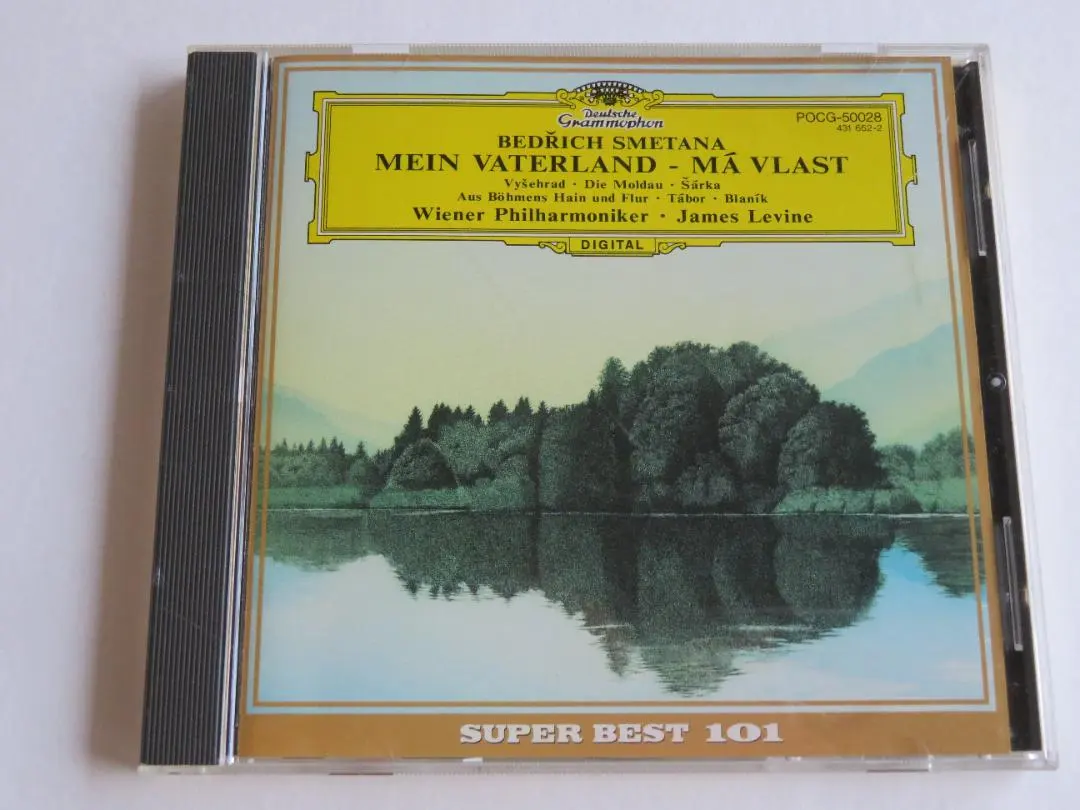 Deutsche
Grammophon
POCG-50028
431 652-2
BEDŘICH SMETANA
MEIN VATERLAND - MÁ VLAST
Vyšehrad · Die Moldau · Šárka
Aus Böhmens Hain und Flur · Tábor · Blaník
Wiener Philharmoniker · James Levine
DIGITAL
SUPER BEST 101